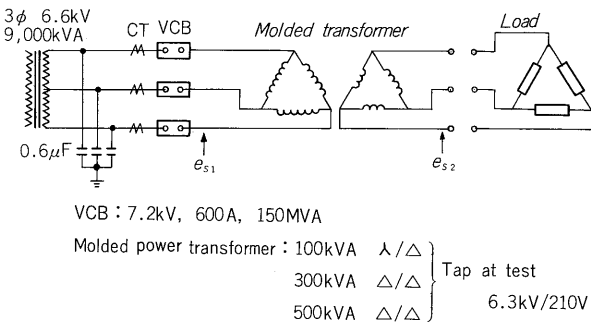 3φ 6.6kV
9,000kVA
CT VCB
Molded transformer
Load
0.6μF
es1
es2
VCB : 7.2kV, 600A, 150MVA
Molded power transformer : 100kVA 人/△
300kVA △/△
500kVA △/△
Tap at test
6.3kV/210V